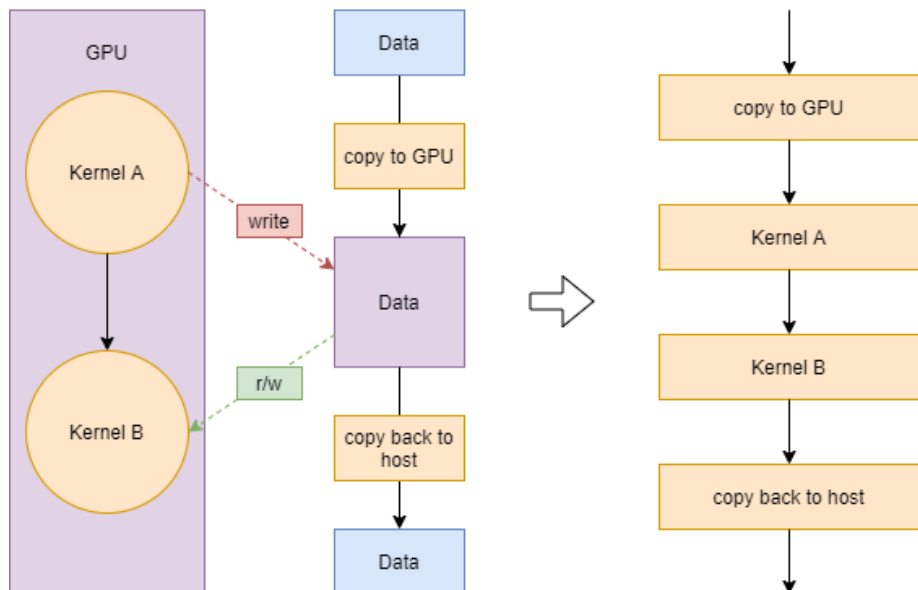 GPU
Kernel A
Kernel B
Data
copy to GPU
write
Data
r/w
copy back to
host
Data
copy to GPU
Kernel A
Kernel B
copy back to host